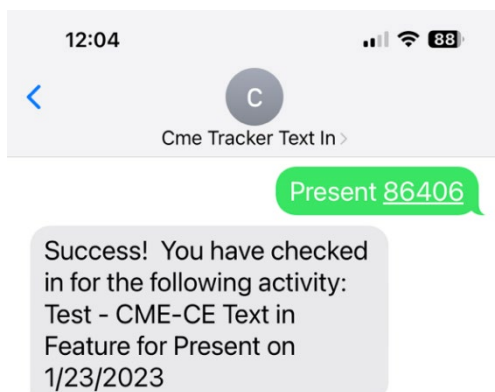 12:04
88
C
Cme Tracker Text In >
Present 86406
Success!  You have checked
in for the following activity:
Test - CME-CE Text in
Feature for Present on
1/23/2023